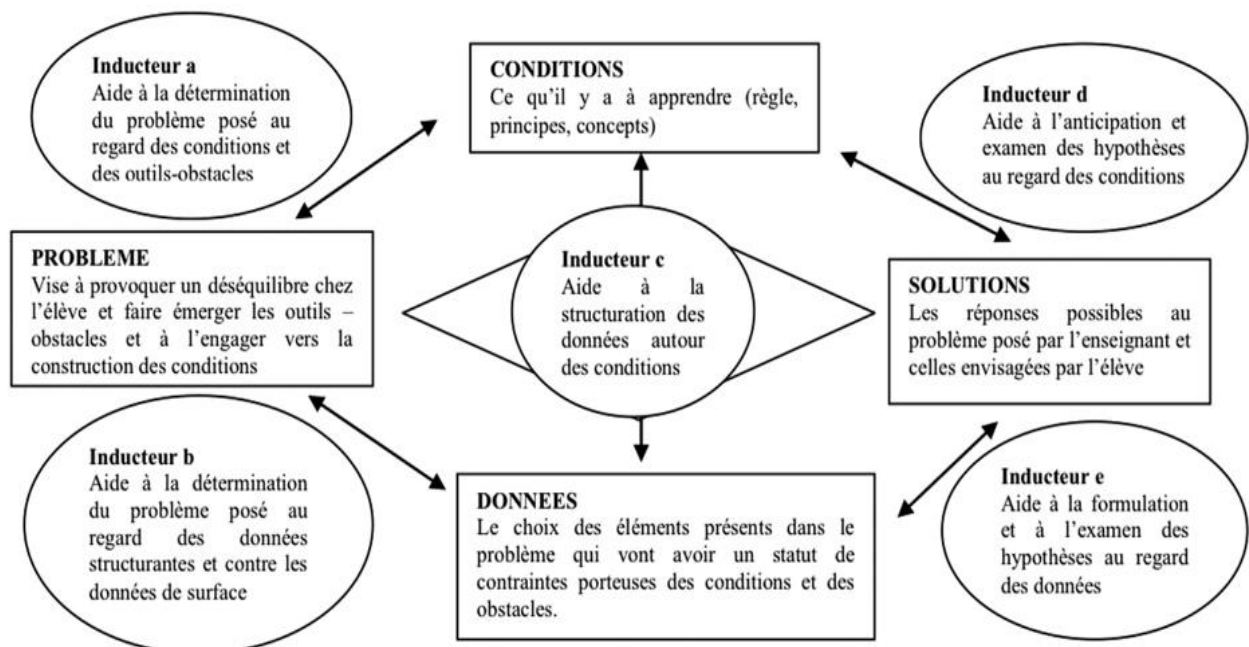 Inducteur a
Aide à la détermination
du problème posé au
regard des conditions et
des outils-obstacles
CONDITIONS
Ce qu’il y a à apprendre (règle,
principes, concepts)
Inducteur d
Aide à l’anticipation et
examen des hypothèses
au regard des conditions
PROBLEME
Vise à provoquer un déséquilibre chez
l’élève et faire émerger les outils –
obstacles et à l’engager vers la
construction des conditions
Inducteur c
Aide à la
structuration des
données autour
des conditions
SOLUTIONS
Les réponses possibles au
problème posé par l’enseignant et
celles envisagées par l’élève
Inducteur b
Aide à la détermination
du problème posé au
regard des données
structurantes et contre les
données de surface
DONNEES
Le choix des éléments présents dans le
problème qui vont avoir un statut de
contraintes porteuses des conditions et des
obstacles.
Inducteur e
Aide à la formulation
et à l’examen des
hypothèses au regard
des données